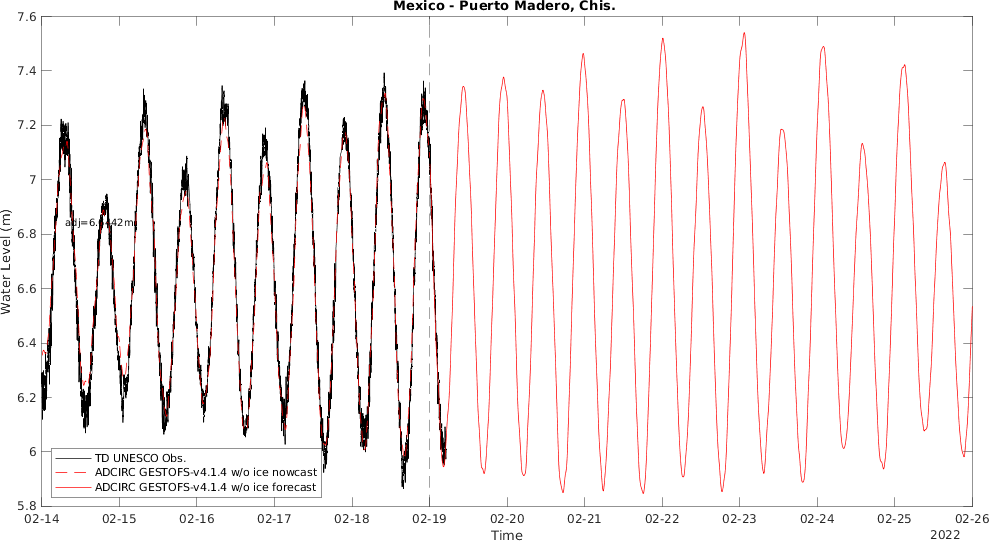 Mexico - Puerto Madero, Chis.
7.6
7.4
7.2
7
6.8
6.6
6.4
6.2
6
5.8
Water Level (m)
TD UNESCO Obs.
ADCIRC GESTOFS-v4.1.4 w/o ice nowcast
ADCIRC GESTOFS-v4.1.4 w/o ice forecast
02-14 02-15 02-16 02-17 02-18 02-19 02-20 02-21 02-22 02-23 02-24 02-25 02-26
Time
2022